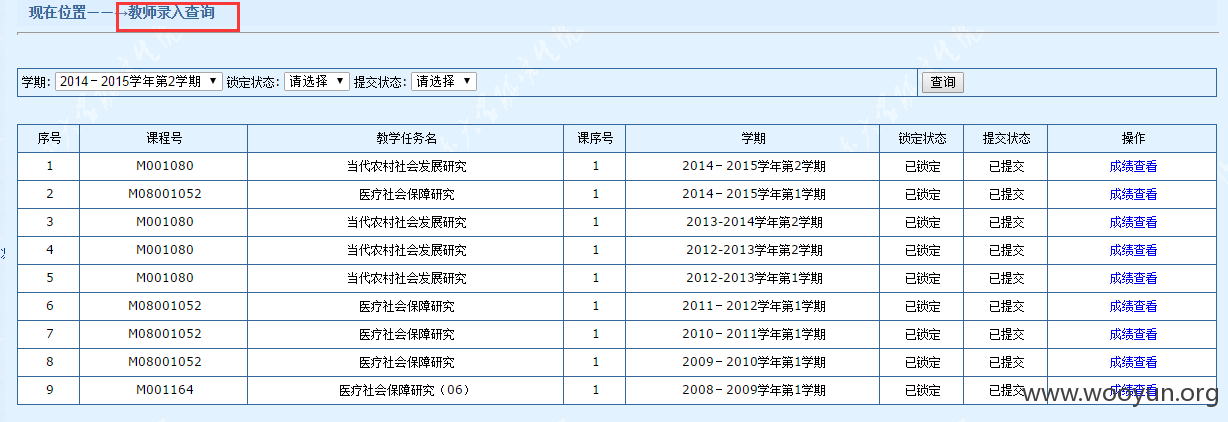 现在位置－－→教师录入查询
学期： 2014－2015学年第2学期 锁定状态： 请选择 提交状态： 请选择 查询
序号 课程号 教学任务名 课序号 学期 锁定状态 提交状态 操作
1 M001080 当代农村社会发展研究 1 2014－2015学年第2学期 已锁定 已提交 成绩查看
2 M08001052 医疗社会保障研究 1 2014－2015学年第1学期 已锁定 已提交 成绩查看
3 M001080 当代农村社会发展研究 1 2013-2014学年第2学期 已锁定 已提交 成绩查看
4 M001080 当代农村社会发展研究 1 2012-2013学年第2学期 已锁定 已提交 成绩查看
5 M001080 当代农村社会发展研究 1 2012-2013学年第1学期 已锁定 已提交 成绩查看
6 M08001052 医疗社会保障研究 1 2011－2012学年第1学期 已锁定 已提交 成绩查看
7 M08001052 医疗社会保障研究 1 2010－2011学年第1学期 已锁定 已提交 成绩查看
8 M08001052 医疗社会保障研究 1 2009－2010学年第1学期 已锁定 已提交 成绩查看
9 M001164 医疗社会保障研究（06） 1 2008－2009学年第1学期 已锁定 已提交 成绩查看
www.wooyun.org